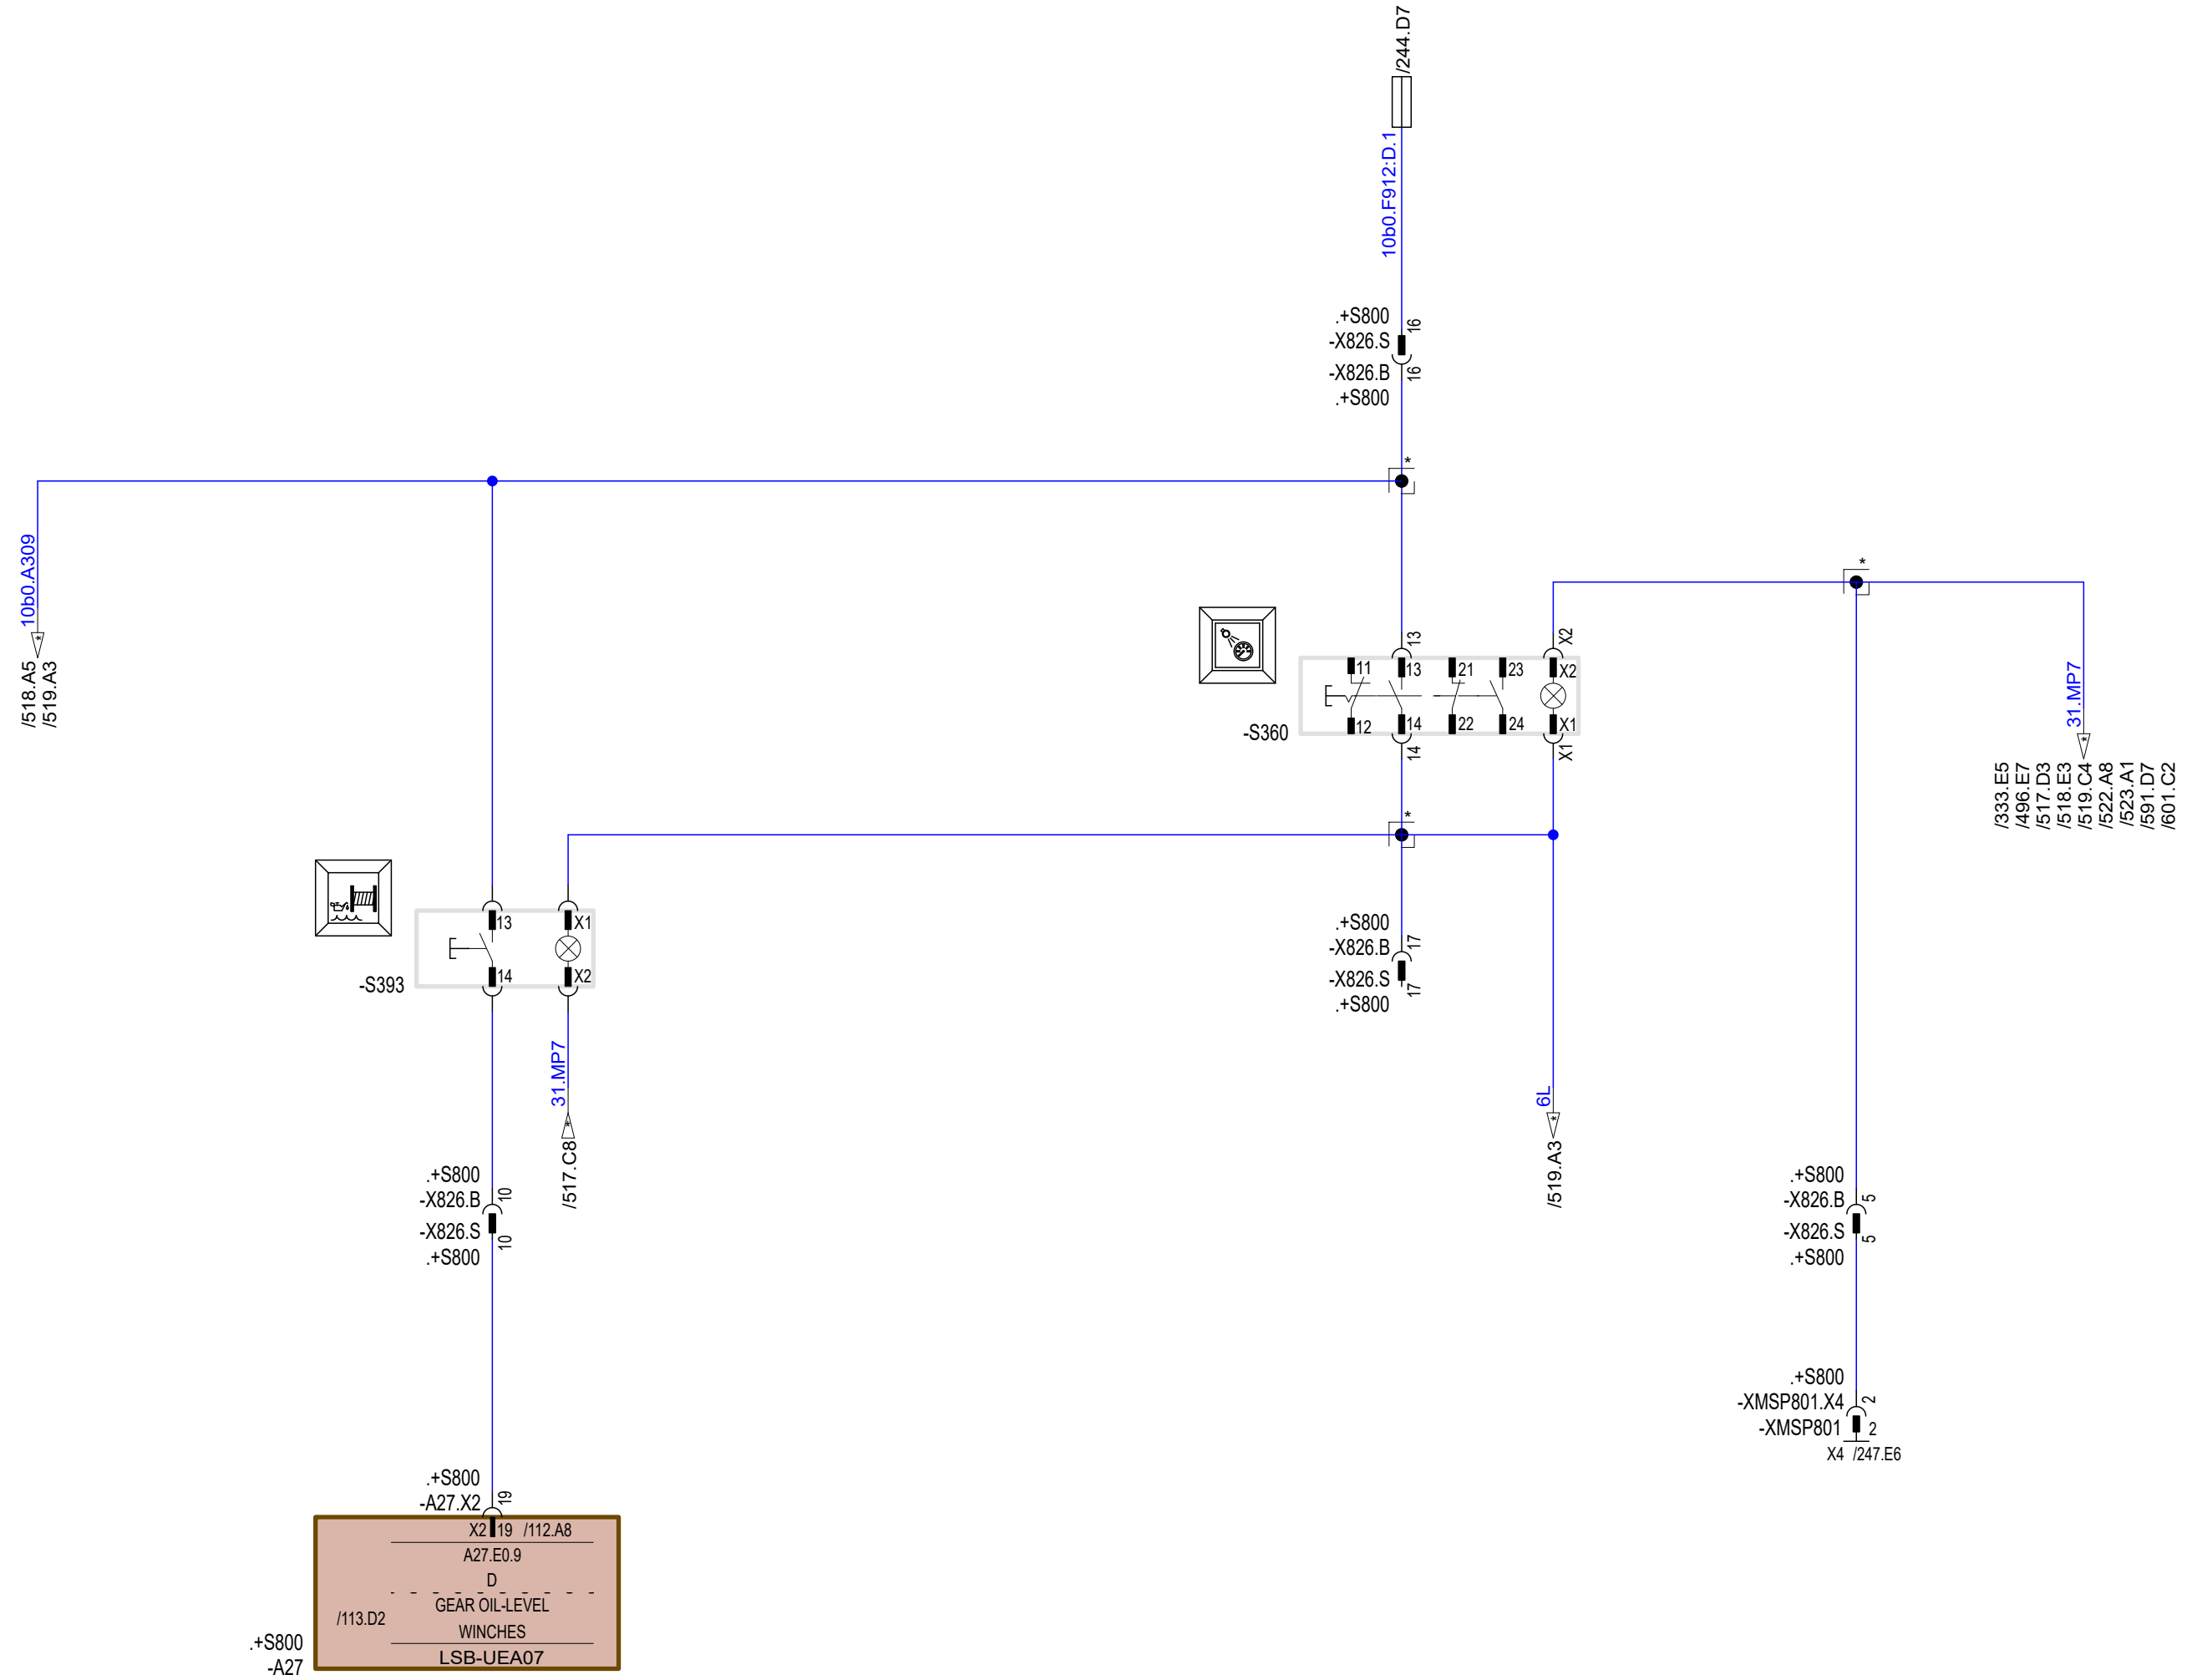 /244.D7
10b0.F912:D.1
.+S800
-X826.S
16
-X826.B
16
.+S800
*
10b0.A309
*
/518.A5
/519.A3
*
13
X2
11
13
21
23
X2
12
14
22
24
X1
-S360
14
X1
31.MP7
*
/333.E5
/496.E7
/517.D3
/518.E3
/519.C4
/522.A8
/523.A1
/591.D7
/601.C2
*
13
X1
14
X2
-S393
.+S800
-X826.B
17
-X826.S
17
.+S800
31.MP7
*
/517.C8
6L
*
/519.A3
.+S800
-X826.B
10
-X826.S
10
.+S800
.+S800
-X826.B
5
-X826.S
5
.+S800
.+S800
-XMSP801.X4
2
-XMSP801
2
X4 /247.E6
.+S800
-A27.X2
19
X2 19 /112.A8
A27.E0.9
D
GEAR OIL-LEVEL
/113.D2
WINCHES
LSB-UEA07
.+S800
-A27